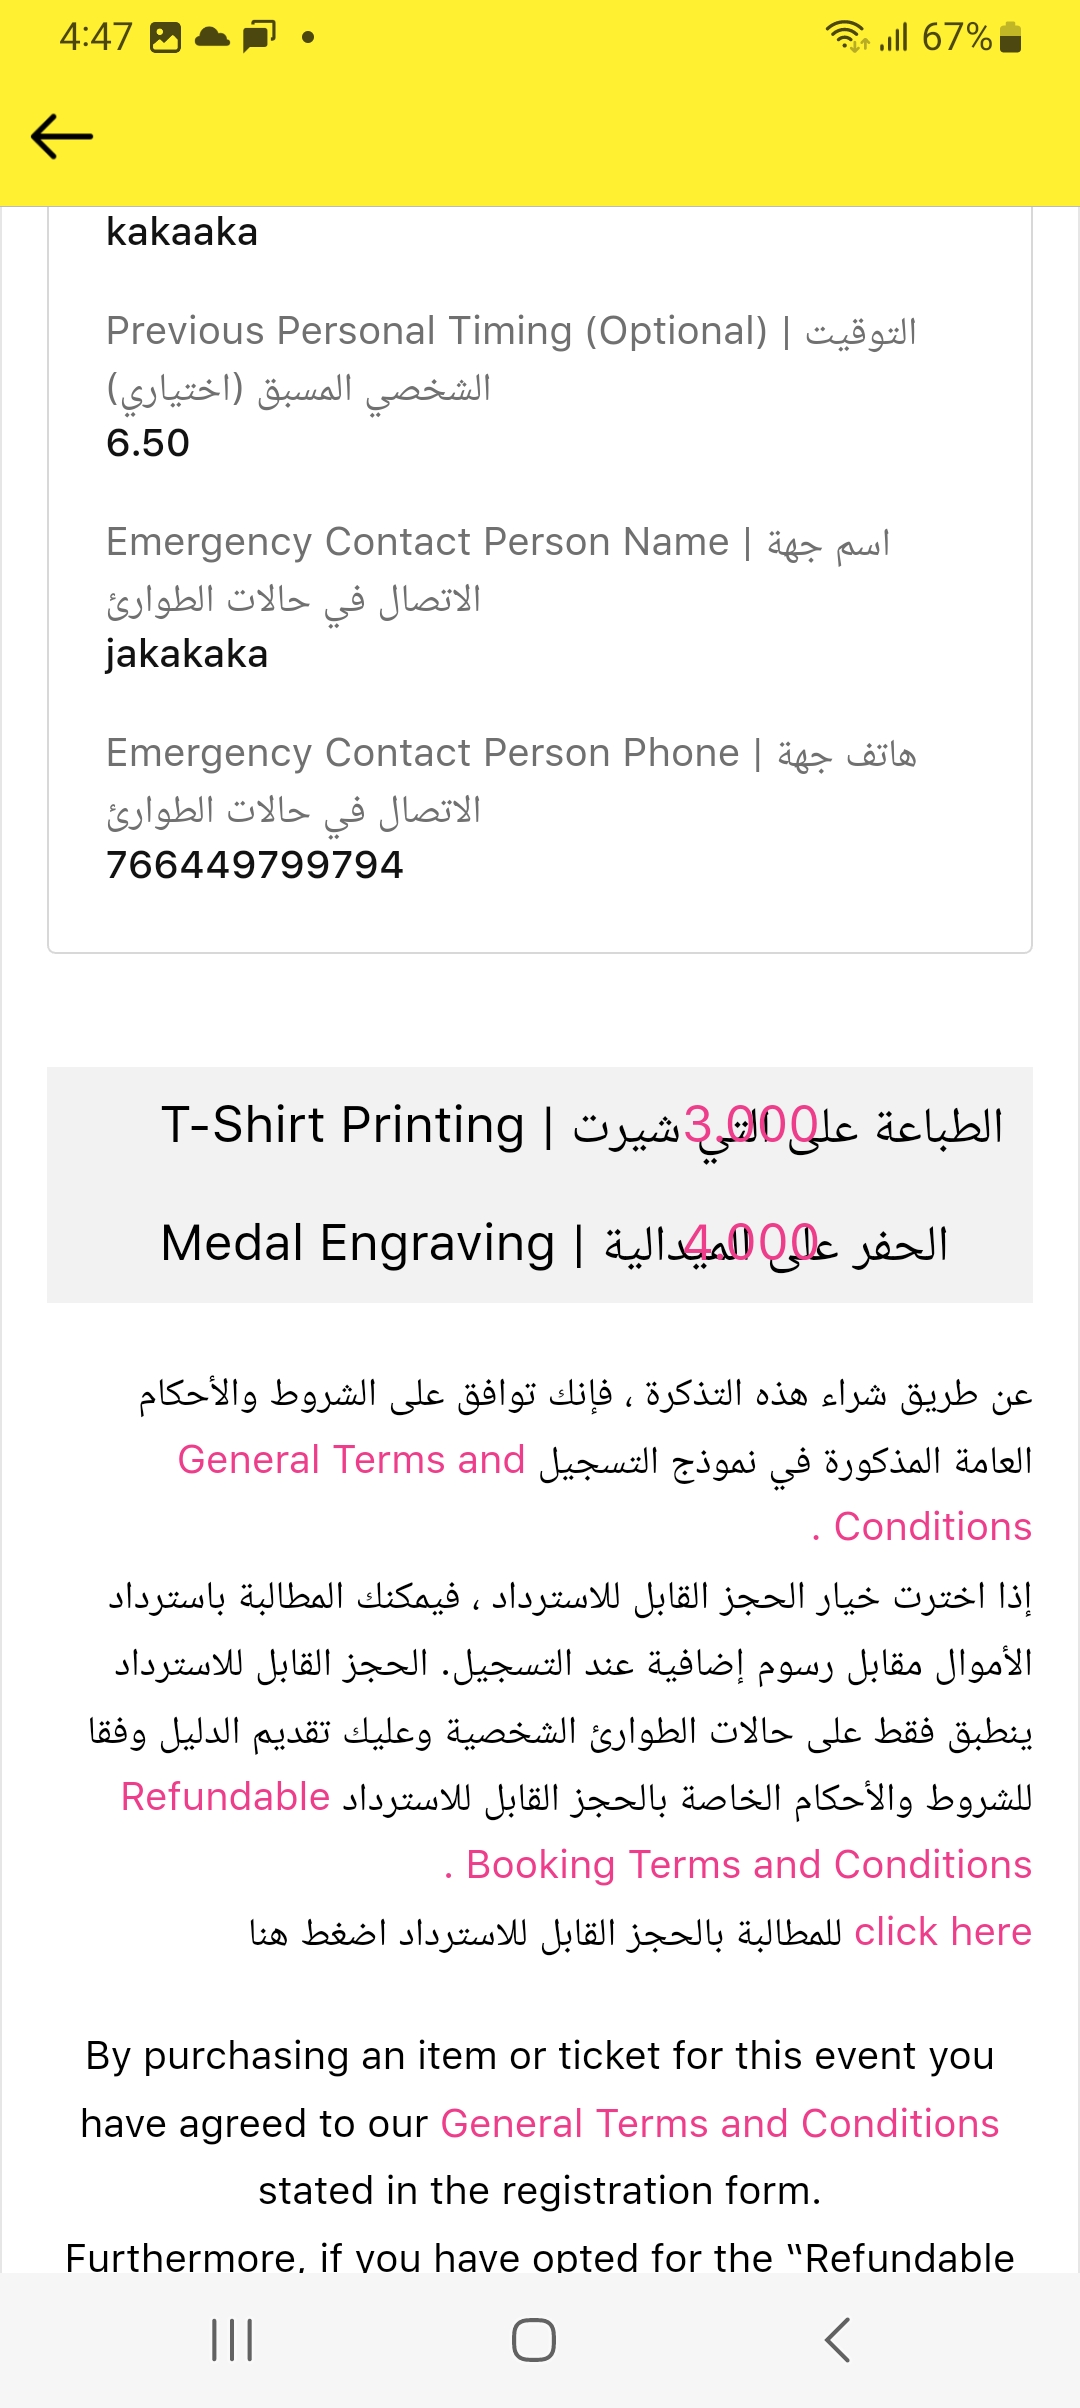 4:47
67%
kakaaka
Previous Personal Timing (Optional) | التوقيت
الشخصي المسبق (اختياري)
6.50
Emergency Contact Person Name | اسم جهة
الاتصال في حالات الطوارئ
jakakaka
Emergency Contact Person Phone | هاتف جهة
الاتصال في حالات الطوارئ
766449799794
T-Shirt Printing | الطباعة على التي شيرت
3.000
Medal Engraving | الحفر على الميدالية
4.000
عن طريق شراء هذه التذكرة ، فإنك توافق على الشروط والأحكام
العامة المذكورة في نموذج التسجيل General Terms and
Conditions .
إذا اخترت خيار الحجز القابل للاسترداد ، فيمكنك المطالبة باسترداد
الأموال مقابل رسوم إضافية عند التسجيل. الحجز القابل للاسترداد
ينطبق فقط على حالات الطوارئ الشخصية وعليك تقديم الدليل وفقا
للشروط والأحكام الخاصة بالحجز القابل للاسترداد Refundable
Booking Terms and Conditions .
click here للمطالبة بالحجز القابل للاسترداد اضغط هنا
By purchasing an item or ticket for this event you
have agreed to our General Terms and Conditions
stated in the registration form.
Furthermore, if you have opted for the “Refundable